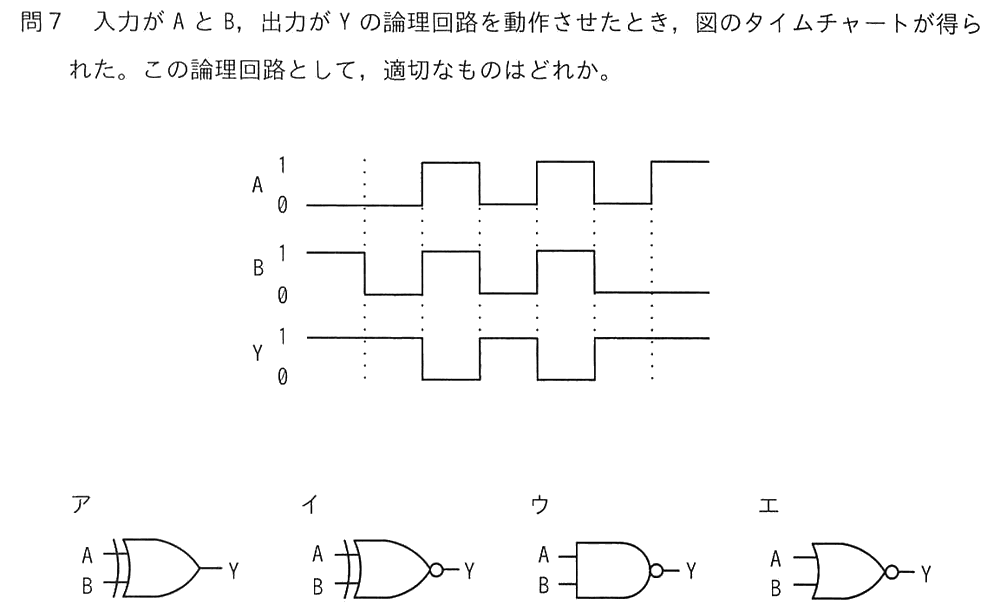 問7 入力がAとB，出力がYの論理回路を動作させたとき，図のタイムチャートが得ら
れた。この論理回路として，適切なものはどれか。
A 1
0
B 1
0
Y 1
0
ア イ ウ エ
A B Y
A B Y
A B Y
A B Y